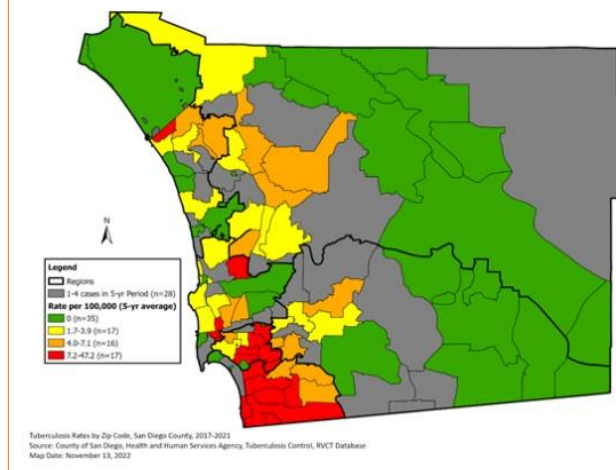 N
Legend
Regions
1-4 cases in 5-yr Period (n=28)
Rate per 100,000 (5-yr average)
0 (n=35)
1.7-3.9 (n=17)
4.0-7.1 (n=16)
7.2-47.2 (n=17)
Tuberculosis Rates by Zip Code, San Diego County, 2017-2021
Source: County of San Diego, Health and Human Services Agency, Tuberculosis Control, RVCT Database
Map Date: November 13, 2022